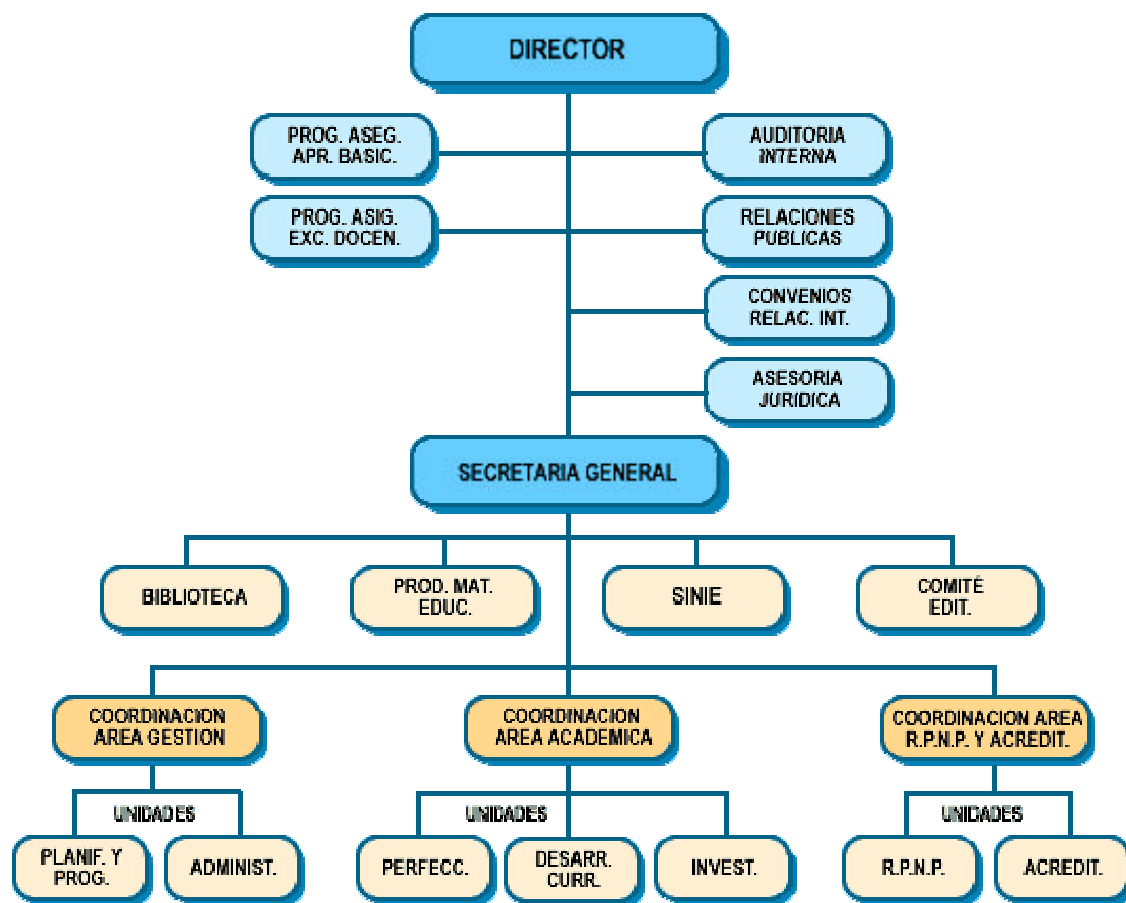 DIRECTOR
PROG. ASEG.
APR. BASIC.
AUDITORIA
INTERNA
PROG. ASIG.
EXC. DOCEN.
RELACIONES
PUBLICAS
CONVENIOS
RELAC. INT.
ASESORIA
JURIDICA
SECRETARIA GENERAL
BIBLIOTECA
PROD. MAT.
EDUC.
SINIE
COMITÉ
EDIT.
COORDINACION
AREA GESTION
COORDINACION
AREA ACADEMICA
COORDINACION AREA
R.P.N.P. Y ACREDIT.
UNIDADES
UNIDADES
UNIDADES
PLANIF. Y
PROG.
ADMINIST.
PERFECC.
DESARR.
CURR.
INVEST.
R.P.N.P.
ACREDIT.